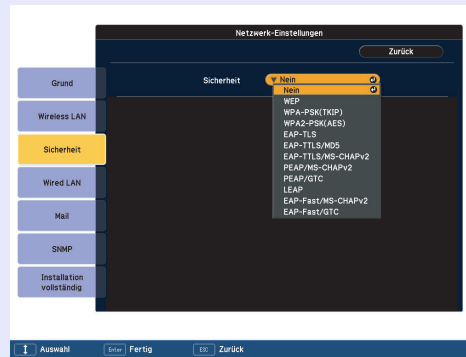 Netzwerk-Einstellungen
Zurück
Grund
Wireless LAN
Sicherheit
Wired LAN
Mail
SNMP
Installation
vollständig
Sicherheit
Nein
Nein
WEP
WPA-PSK(TKIP)
WPA2-PSK(AES)
EAP-TLS
EAP-TTLS/MD5
EAP-TTLS/MS-CHAPv2
PEAP/MS-CHAPv2
PEAP/GTC
LEAP
EAP-Fast/MS-CHAPv2
EAP-Fast/GTC
Auswahl Enter Fertig ESC Zurück